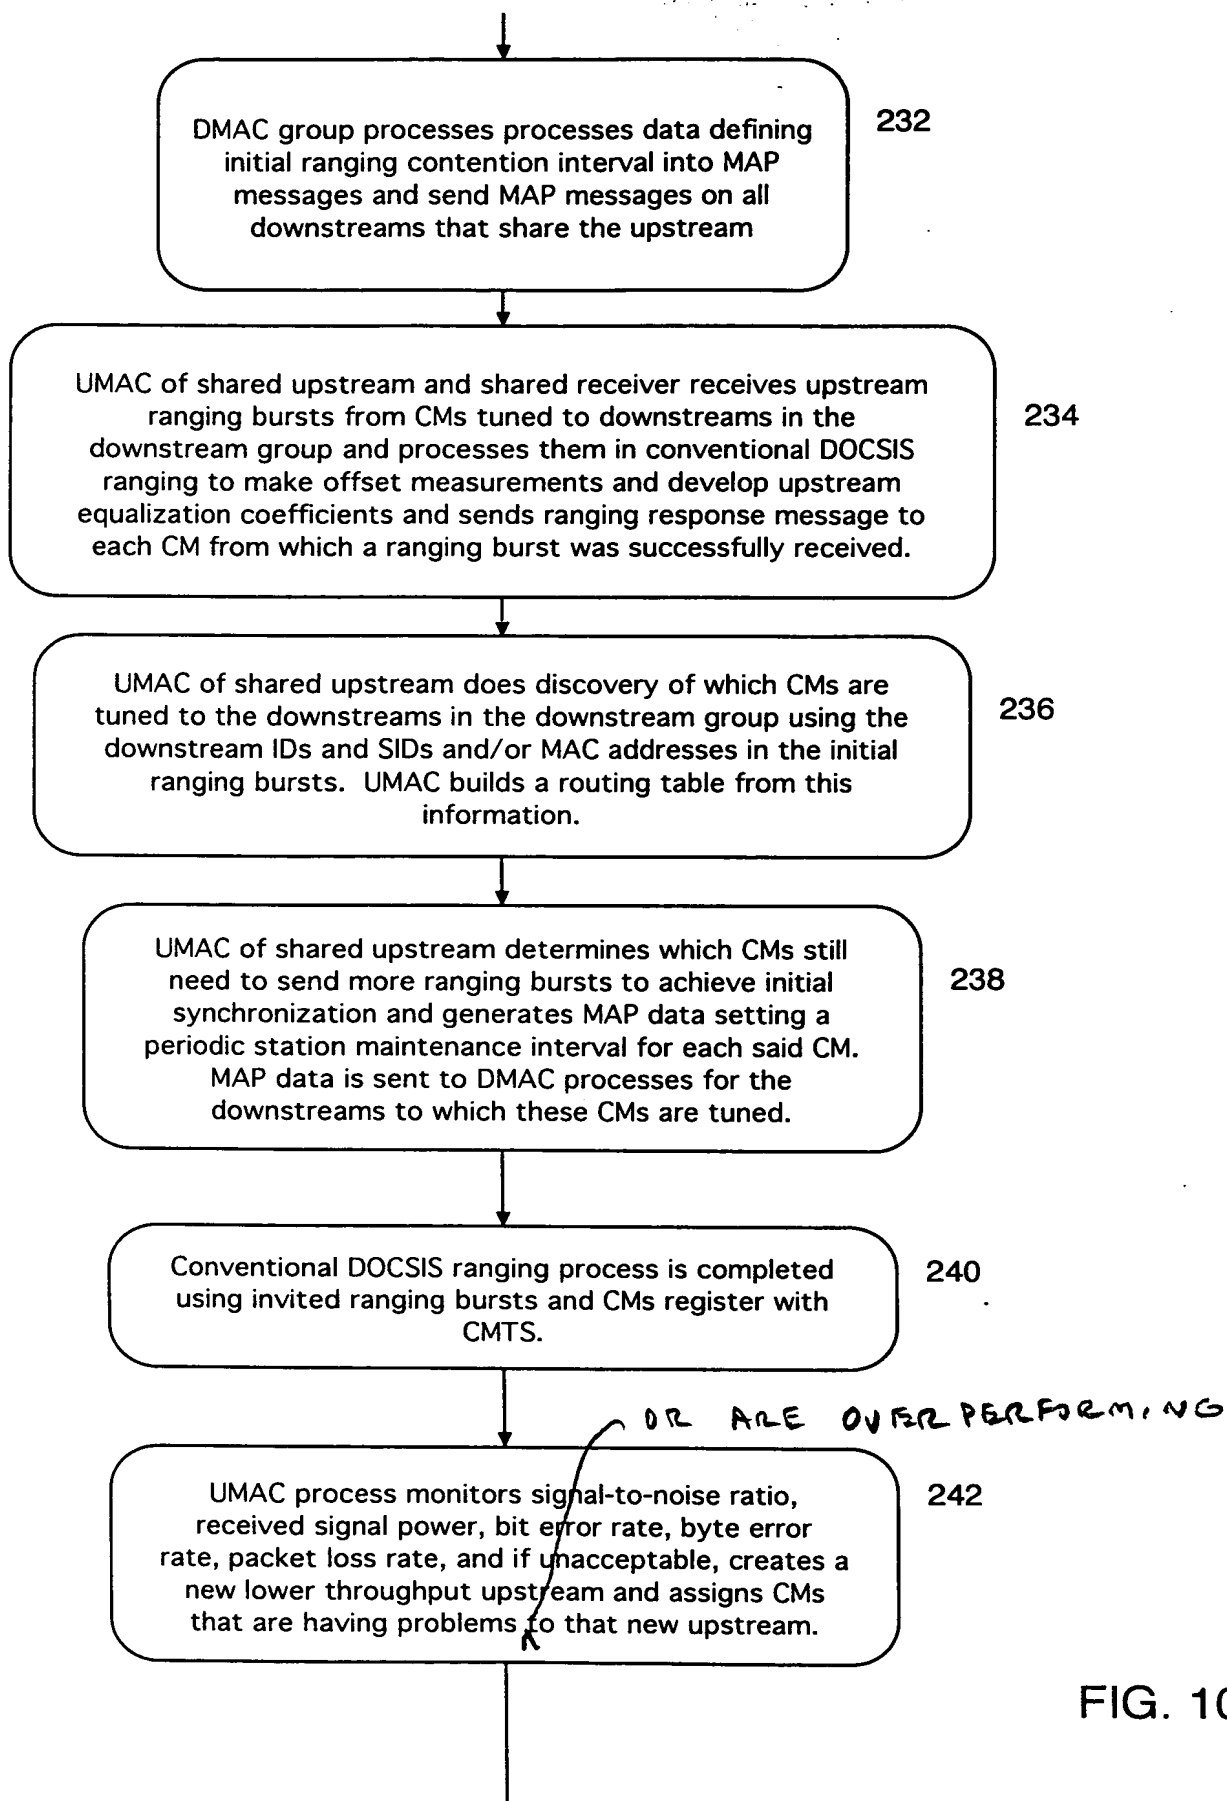 DMAC group processes processes data defining
initial ranging contention interval into MAP
messages and send MAP messages on all
downstreams that share the upstream
232
UMAC of shared upstream and shared receiver receives upstream
ranging bursts from CMs tuned to downstreams in the
downstream group and processes them in conventional DOCSIS
ranging to make offset measurements and develop upstream
equalization coefficients and sends ranging response message to
each CM from which a ranging burst was successfully received.
234
UMAC of shared upstream does discovery of which CMs are
tuned to the downstreams in the downstream group using the
downstream IDs and SIDs and/or MAC addresses in the initial
ranging bursts. UMAC builds a routing table from this
information.
236
UMAC of shared upstream determines which CMs still
need to send more ranging bursts to achieve initial
synchronization and generates MAP data setting a
periodic station maintenance interval for each said CM.
MAP data is sent to DMAC processes for the
downstreams to which these CMs are tuned.
238
Conventional DOCSIS ranging process is completed
using invited ranging bursts and CMs register with
CMTS.
240
OR ARE OVER PERFORMING
UMAC process monitors signal-to-noise ratio,
received signal power, bit error rate, byte error
rate, packet loss rate, and if unacceptable, creates a
new lower throughput upstream and assigns CMs
that are having problems to that new upstream.
242
FIG. 10